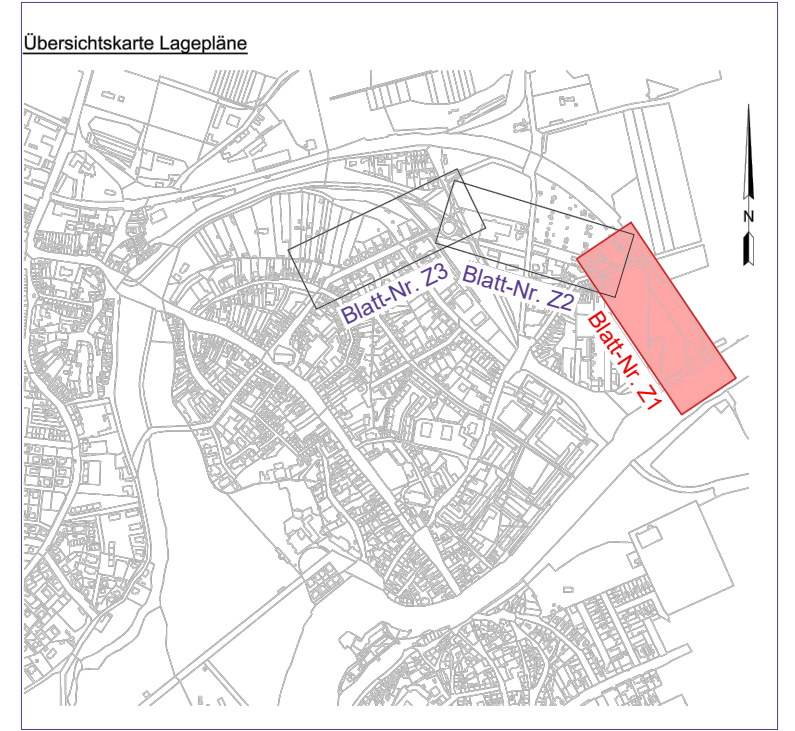 Übersichtskarte Lagepläne
N
Blatt-Nr. Z3
Blatt-Nr. Z2
Blatt-Nr. Z1